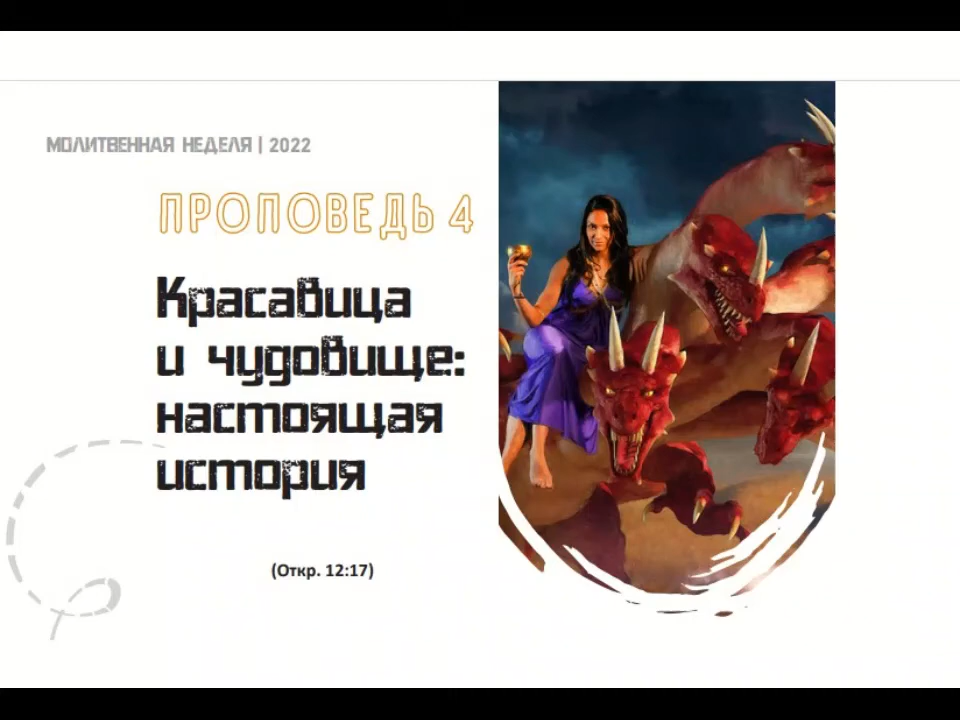 МОЛИТВЕННАЯ НЕДЕЛЯ | 2022
ПРОПОВЕДЬ 4
Красавица
и чудовище:
настоящая
история
(Откр. 12:17)